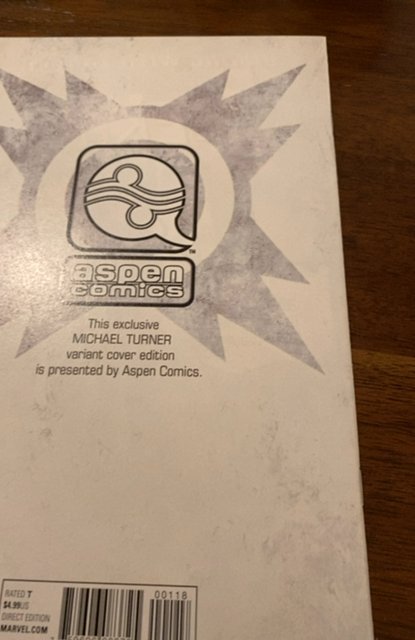 TM
aspen
comics
This exclusive
MICHAEL TURNER
variant cover edition
is presented by Aspen Comics.
RATED T
$4.99US
DIRECT EDITION
MARVEL.COM
00118